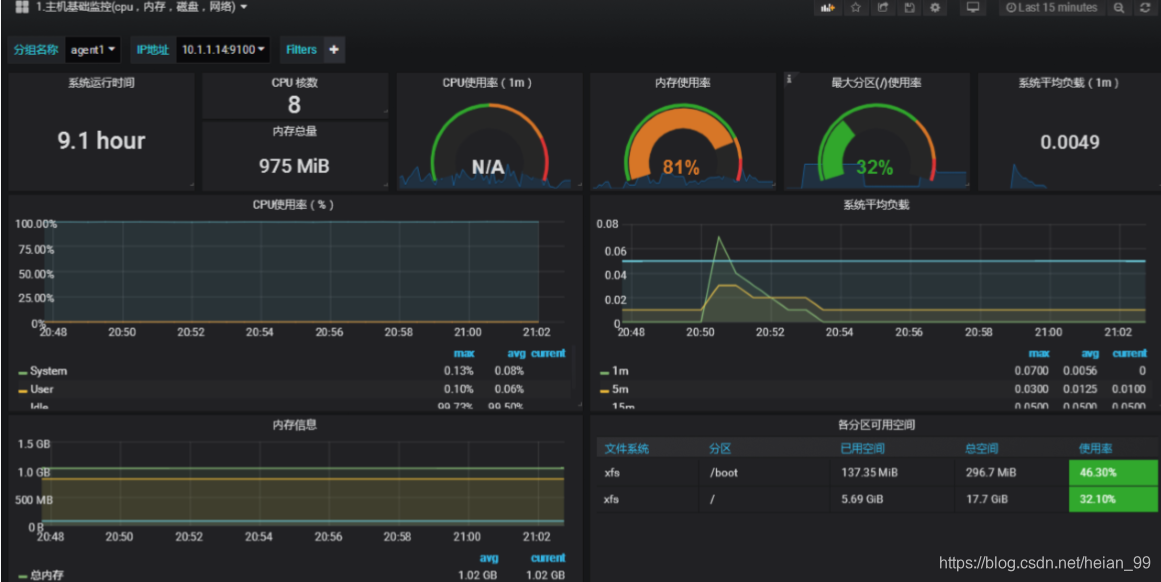 1.主机基础监控(cpu，内存，磁盘，网络)
Last 15 minutes
分组名称 agent1 IP地址 10.1.1.14:9100 Filters +
系统运行时间
9.1 hour
CPU 核数
8
内存总量
975 MiB
CPU使用率（1m）
N/A
内存使用率
81%
最大分区(/)使用率
32%
系统平均负载（1m）
0.0049
CPU使用率（%）
100.00%
75.00%
50.00%
25.00%
0%
20:48 20:50 20:52 20:54 20:56 20:58 21:00 21:02
max avg current
System 0.13% 0.08%
User 0.10% 0.06%
Idle 99.72% 99.50%
系统平均负载
0.08
0.06
0.04
0.02
0
20:48 20:50 20:52 20:54 20:56 20:58 21:00 21:02
max avg current
1m 0.0700 0.0056 0
5m 0.0300 0.0125 0.0100
15m 0.0500 0.0500 0.0500
内存信息
1.5 GB
1.0 GB
500 MB
0 B
20:48 20:50 20:52 20:54 20:56 20:58 21:00 21:02
avg current
总内存 1.02 GB 1.02 GB
各分区可用空间
文件系统 分区 已用空间 总空间 使用率
xfs /boot 137.35 MiB 296.7 MiB 46.30%
xfs / 5.69 GiB 17.7 GiB 32.10%
https://blog.csdn.net/heian_99